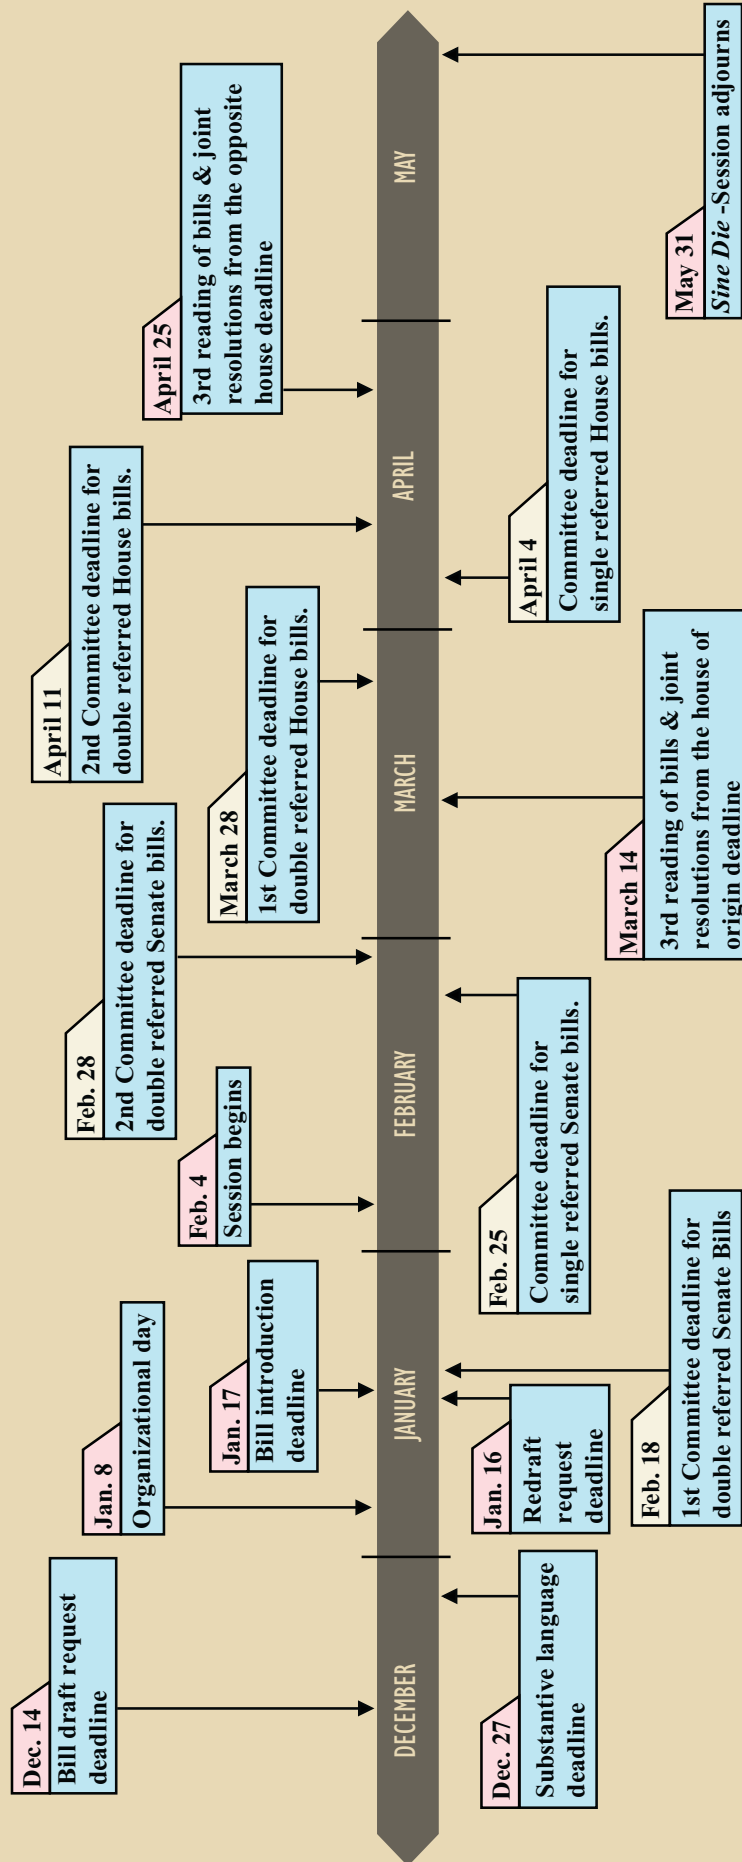 Dec. 14
Bill draft request
deadline
Jan. 8
Organizational day
Jan. 17
Bill introduction
deadline
Feb. 4
Session begins
Feb. 28
2nd Committee deadline for
double referred Senate bills.
March 28
1st Committee deadline for
double referred House bills.
April 11
2nd Committee deadline for
double referred House bills.
April 25
3rd reading of bills & joint
resolutions from the opposite
house deadline
DECEMBER
JANUARY
FEBRUARY
MARCH
APRIL
MAY
Dec. 27
Substantive language
deadline
Jan. 16
Redraft
request
deadline
Feb. 18
1st Committee deadline for
double referred Senate Bills
Feb. 25
Committee deadline for
single referred Senate bills.
March 14
3rd reading of bills & joint
resolutions from the house of
origin deadline
April 4
Committee deadline for
single referred House bills.
May 31
Sine Die -Session adjourns